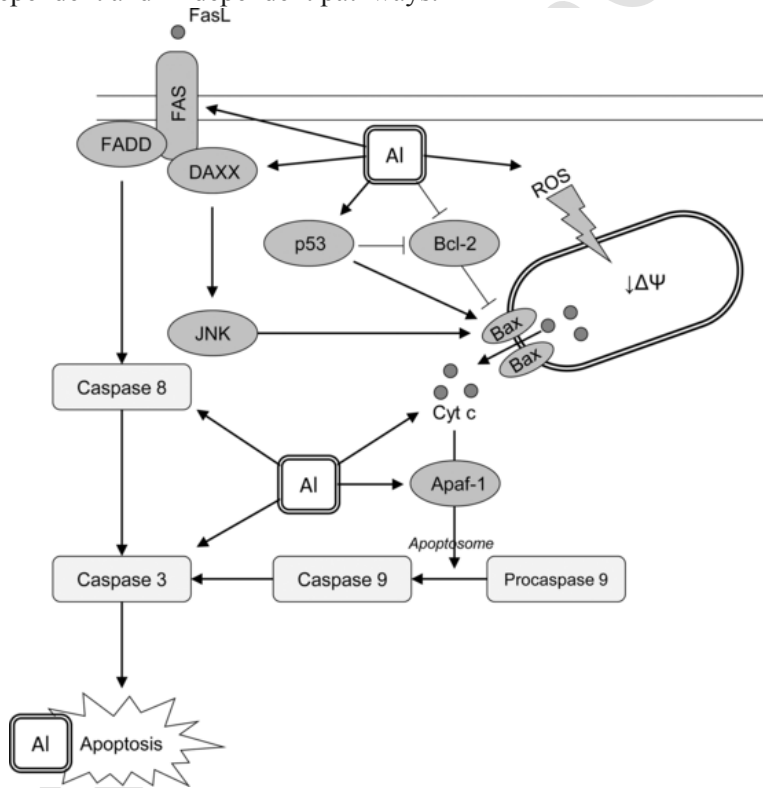 FasL
FAS
FADD
Al
DAXX
ROS
p53
Bcl-2
↓ΔΨ
JNK
Bax
Bax
Caspase 8
Cyt c
Al
Apaf-1
Apoptosome
Caspase 3
Caspase 9
Procaspase 9
Al
Apoptosis